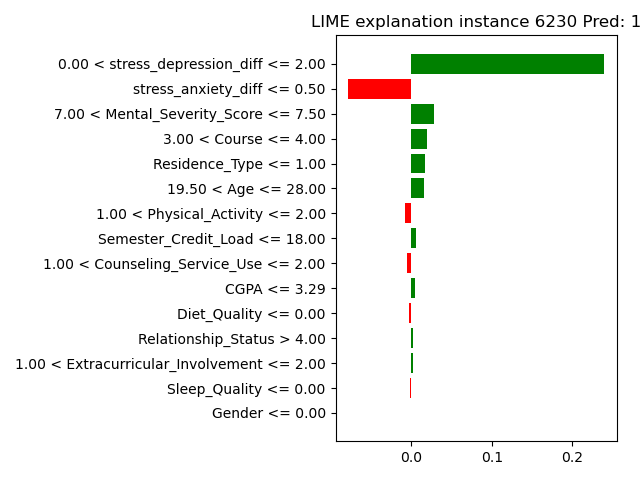 LIME explanation instance 6230 Pred: 1
0.00 < stress_depression_diff <= 2.00
stress_anxiety_diff <= 0.50
7.00 < Mental_Severity_Score <= 7.50
3.00 < Course <= 4.00
Residence_Type <= 1.00
19.50 < Age <= 28.00
1.00 < Physical_Activity <= 2.00
Semester_Credit_Load <= 18.00
1.00 < Counseling_Service_Use <= 2.00
CGPA <= 3.29
Diet_Quality <= 0.00
Relationship_Status > 4.00
1.00 < Extracurricular_Involvement <= 2.00
Sleep_Quality <= 0.00
Gender <= 0.00
0.0 0.1 0.2